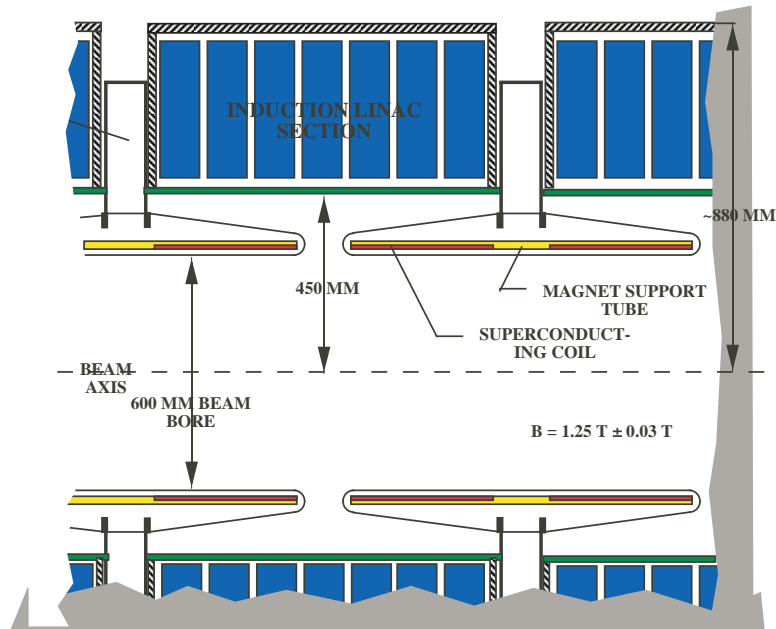 INDUCTION LINAC
SECTION
~880 MM
450 MM
MAGNET SUPPORT
TUBE
SUPERCONDUCT-
ING COIL
BEAM
AXIS
600 MM BEAM
BORE
B = 1.25 T ± 0.03 T